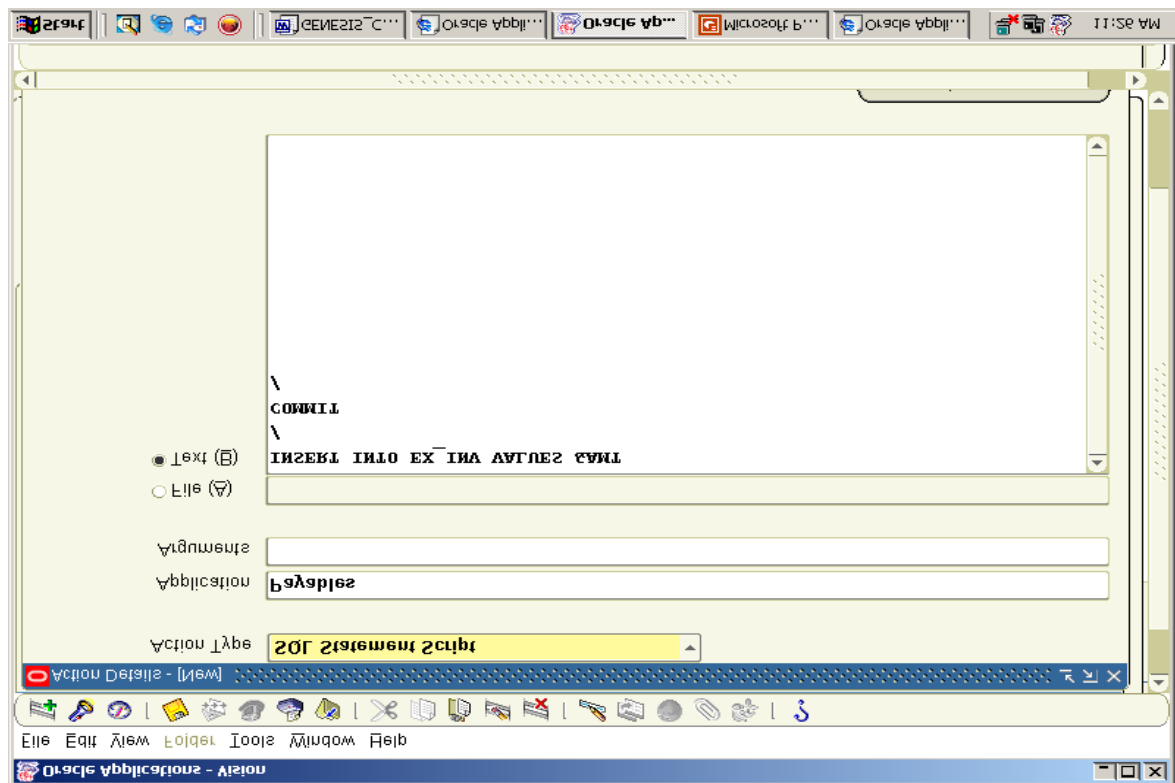 Oracle Applications - Vision
File Edit View Folder Tools Window Help
Action Details - [New]
Action Type SQL Statement Script
Application Payables
Arguments
File (A)
Text (B)
INSERT INTO EX_INV VALUES &AMT
/
COMMIT
/
Start GENESIS_C... Oracle Appli... Oracle Ap... Microsoft P... Oracle Appli... 11:26 AM